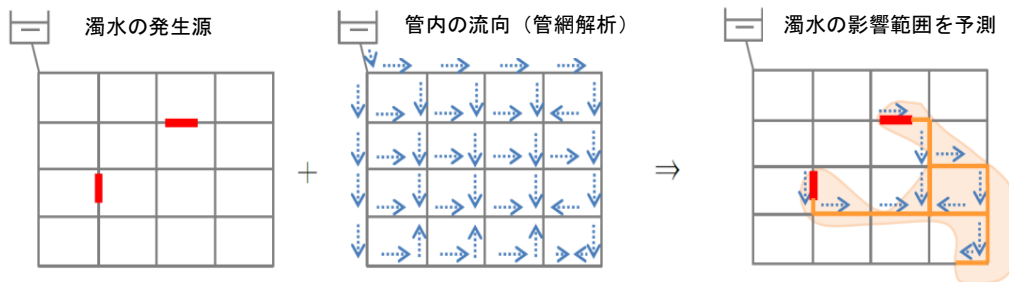 濁水の発生源
管内の流向（管網解析）
濁水の影響範囲を予測
+
⇒